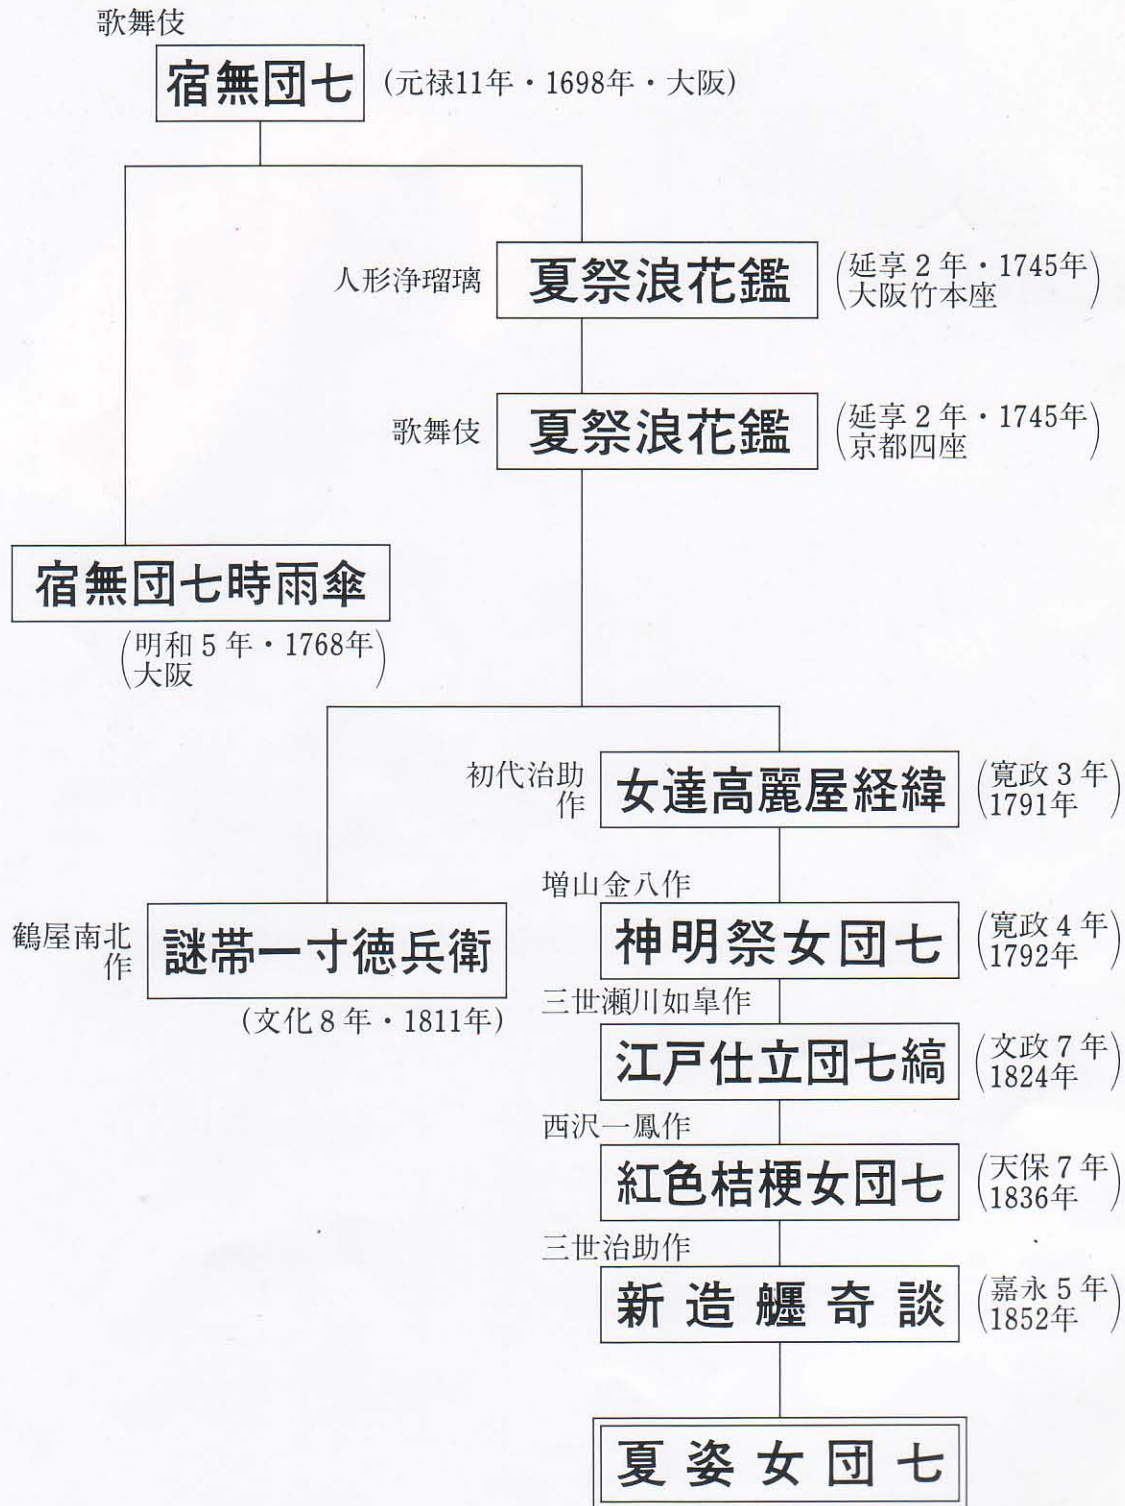 歌舞伎
宿無団七 (元禄11年・1698年・大阪)
人形浄瑠璃 夏祭浪花鑑 (延享2年・1745年
大阪竹本座)
歌舞伎 夏祭浪花鑑 (延享2年・1745年
京都四座)
宿無団七時雨傘
(明和5年・1768年
大阪)
初代治助
作
女達高麗屋経緯 (寛政3年
1791年)
鶴屋南北
作
謎帯一寸徳兵衛
(文化8年・1811年)
増山金八作
神明祭女団七 (寛政4年
1792年)
三世瀬川如皐作
江戸仕立団七縞 (文政7年
1824年)
西沢一鳳作
紅色桔梗女団七 (天保7年
1836年)
三世治助作
新造艫奇談 (嘉永5年
1852年)
夏姿女団七